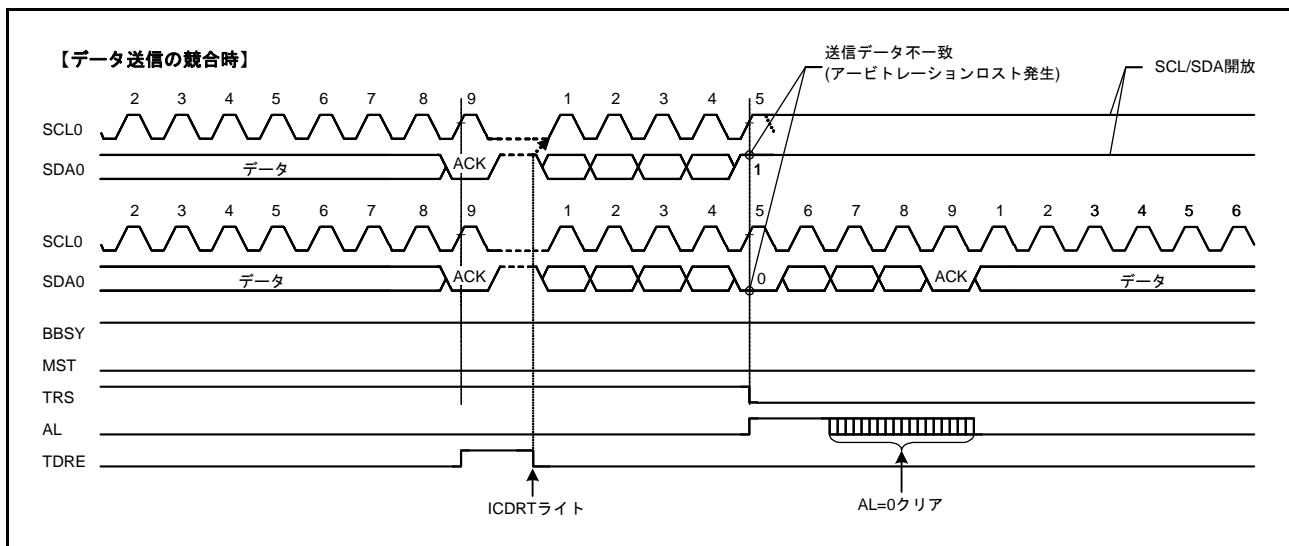 【データ送信の競合時】
送信データ不一致
(アービトレーションロスト発生)
SCL/SDA開放
2 3 4 5 6 7 8 9 1 2 3 4 5
SCL0
SDA0 データ ACK 1
2 3 4 5 6 7 8 9 1 2 3 4 5 6 7 8 9 1 2 3 4 5 6
SCL0
SDA0 データ ACK 0 ACK データ
BBSY
MST
TRS
AL
TDRE
ICDRTライト
AL=0クリア